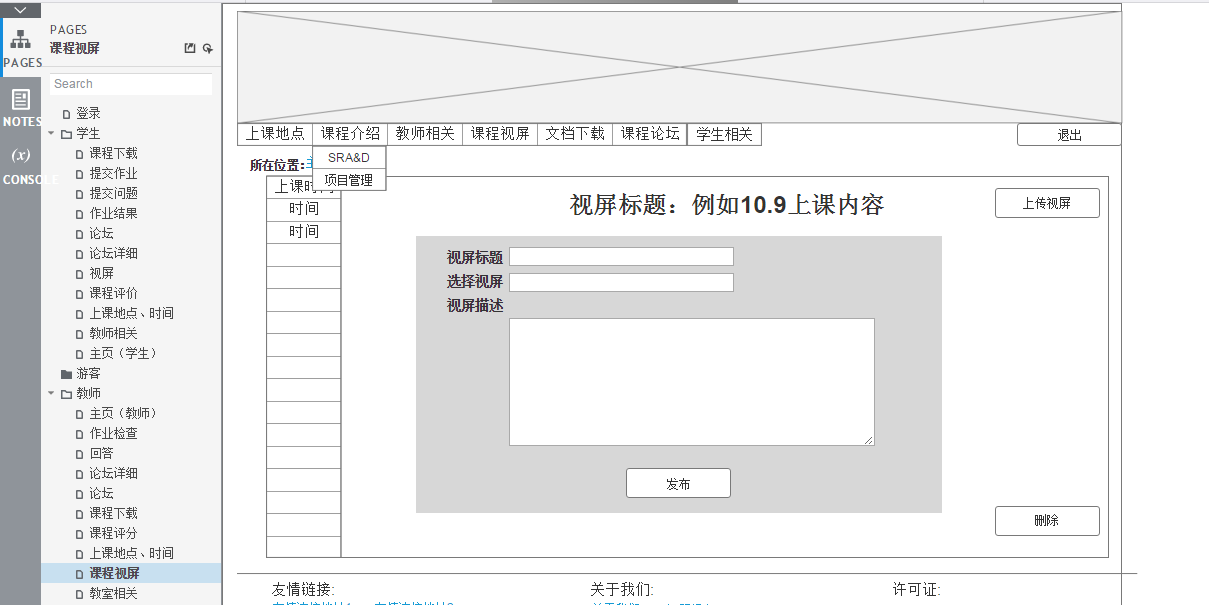 PAGES
课程视屏
PAGES
Search
NOTES
(x)
CONSOLE
登录
学生
课程下载
提交作业
提交问题
作业结果
论坛
论坛详细
视屏
课程评价
上课地点、时间
教师相关
主页（学生）
游客
教师
主页（教师）
作业检查
回答
论坛详细
论坛
课程下载
课程评分
上课地点、时间
课程视屏
教室相关
上课地点 课程介绍 教师相关 课程视屏 文档下载 课程论坛 学生相关 退出
SRA&D
项目管理
所在位置:
上课时间
时间
时间
视屏标题：例如10.9上课内容
上传视屏
视屏标题
选择视屏
视屏描述
发布
删除
友情链接: 关于我们: 许可证: